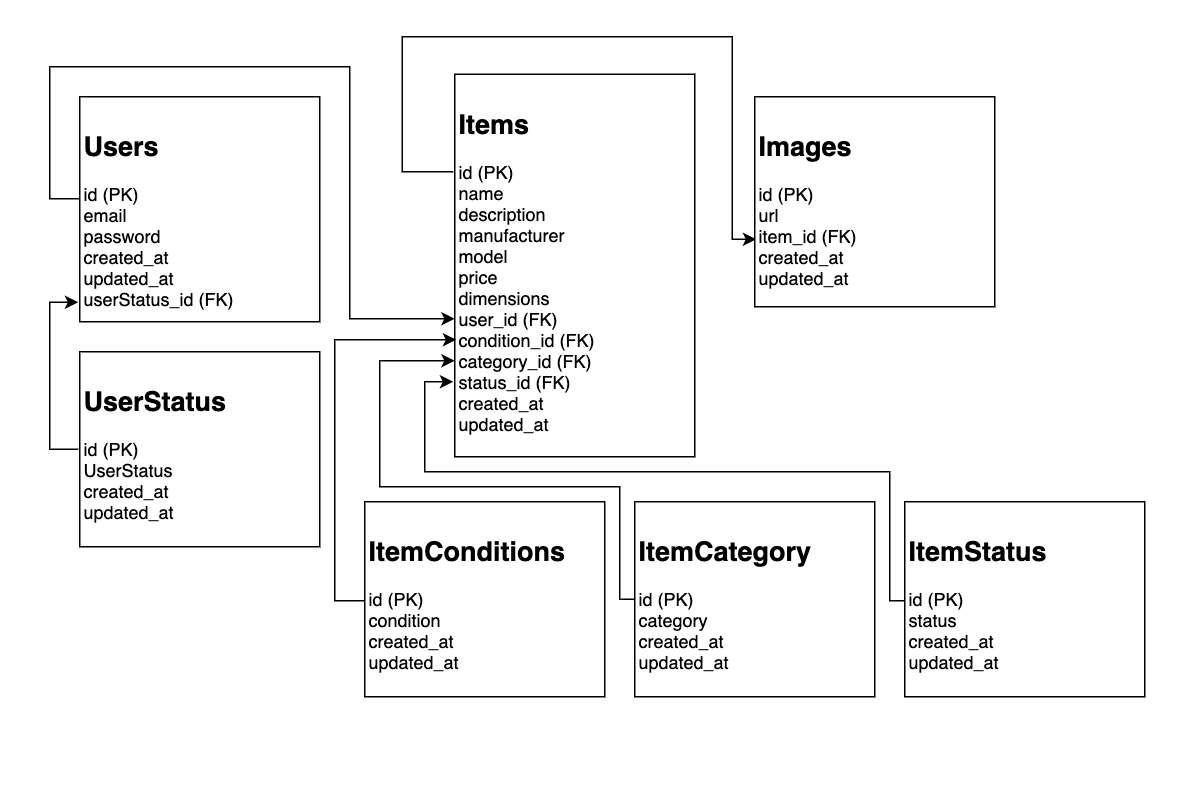 Users
id (PK)
email
password
created_at
updated_at
userStatus_id (FK)
UserStatus
id (PK)
UserStatus
created_at
updated_at
Items
id (PK)
name
description
manufacturer
model
price
dimensions
user_id (FK)
condition_id (FK)
category_id (FK)
status_id (FK)
created_at
updated_at
Images
id (PK)
url
item_id (FK)
created_at
updated_at
ItemConditions
id (PK)
condition
created_at
updated_at
ItemCategory
id (PK)
category
created_at
updated_at
ItemStatus
id (PK)
status
created_at
updated_at